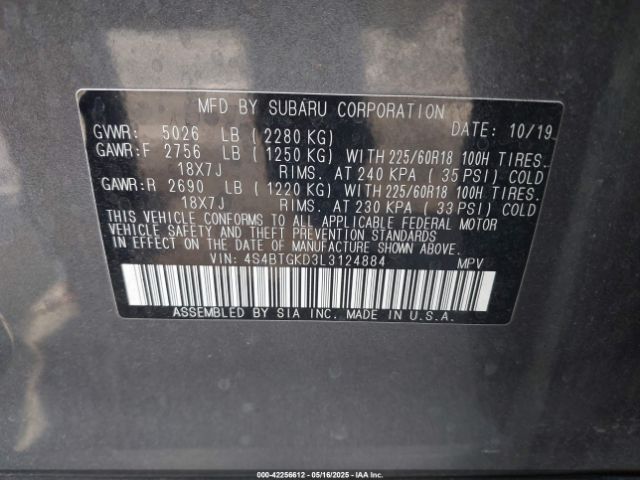 MFD BY SUBARU CORPORATION
GVWR: 5026 LB (2280 KG) DATE: 10/19
GAWR:F 2756 LB (1250 KG) WITH 225/60R18 100H TIRES.
18X7J RIMS. AT 240 KPA (35 PSI) COLD
GAWR:R 2690 LB (1220 KG) WITH 225/60R18 100H TIRES.
18X7J RIMS. AT 230 KPA (33 PSI) COLD
THIS VEHICLE CONFORMS TO ALL APPLICABLE FEDERAL MOTOR
VEHICLE SAFETY AND THEFT PREVENTION STANDARDS
IN EFFECT ON THE DATE OF MANUFACTURE SHOWN ABOVE.
VIN: 4S4BTGKD3L3124884 MPV
ASSEMBLED BY SIA INC. MADE IN U.S.A.
000-42256612 - 05/16/2025 - IAAI.COM